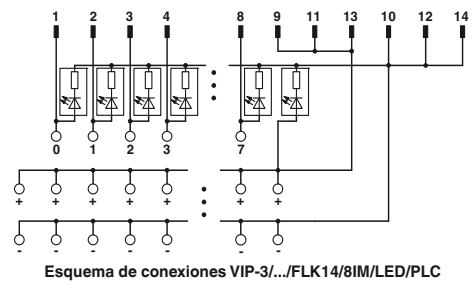 1 2 3 4 8 9 11 13 10 12 14
0 1 2 3 7
+ + + + + + +
- - - - - - -
Esquema de conexiones VIP-3/.../FLK14/8IM/LED/PLC